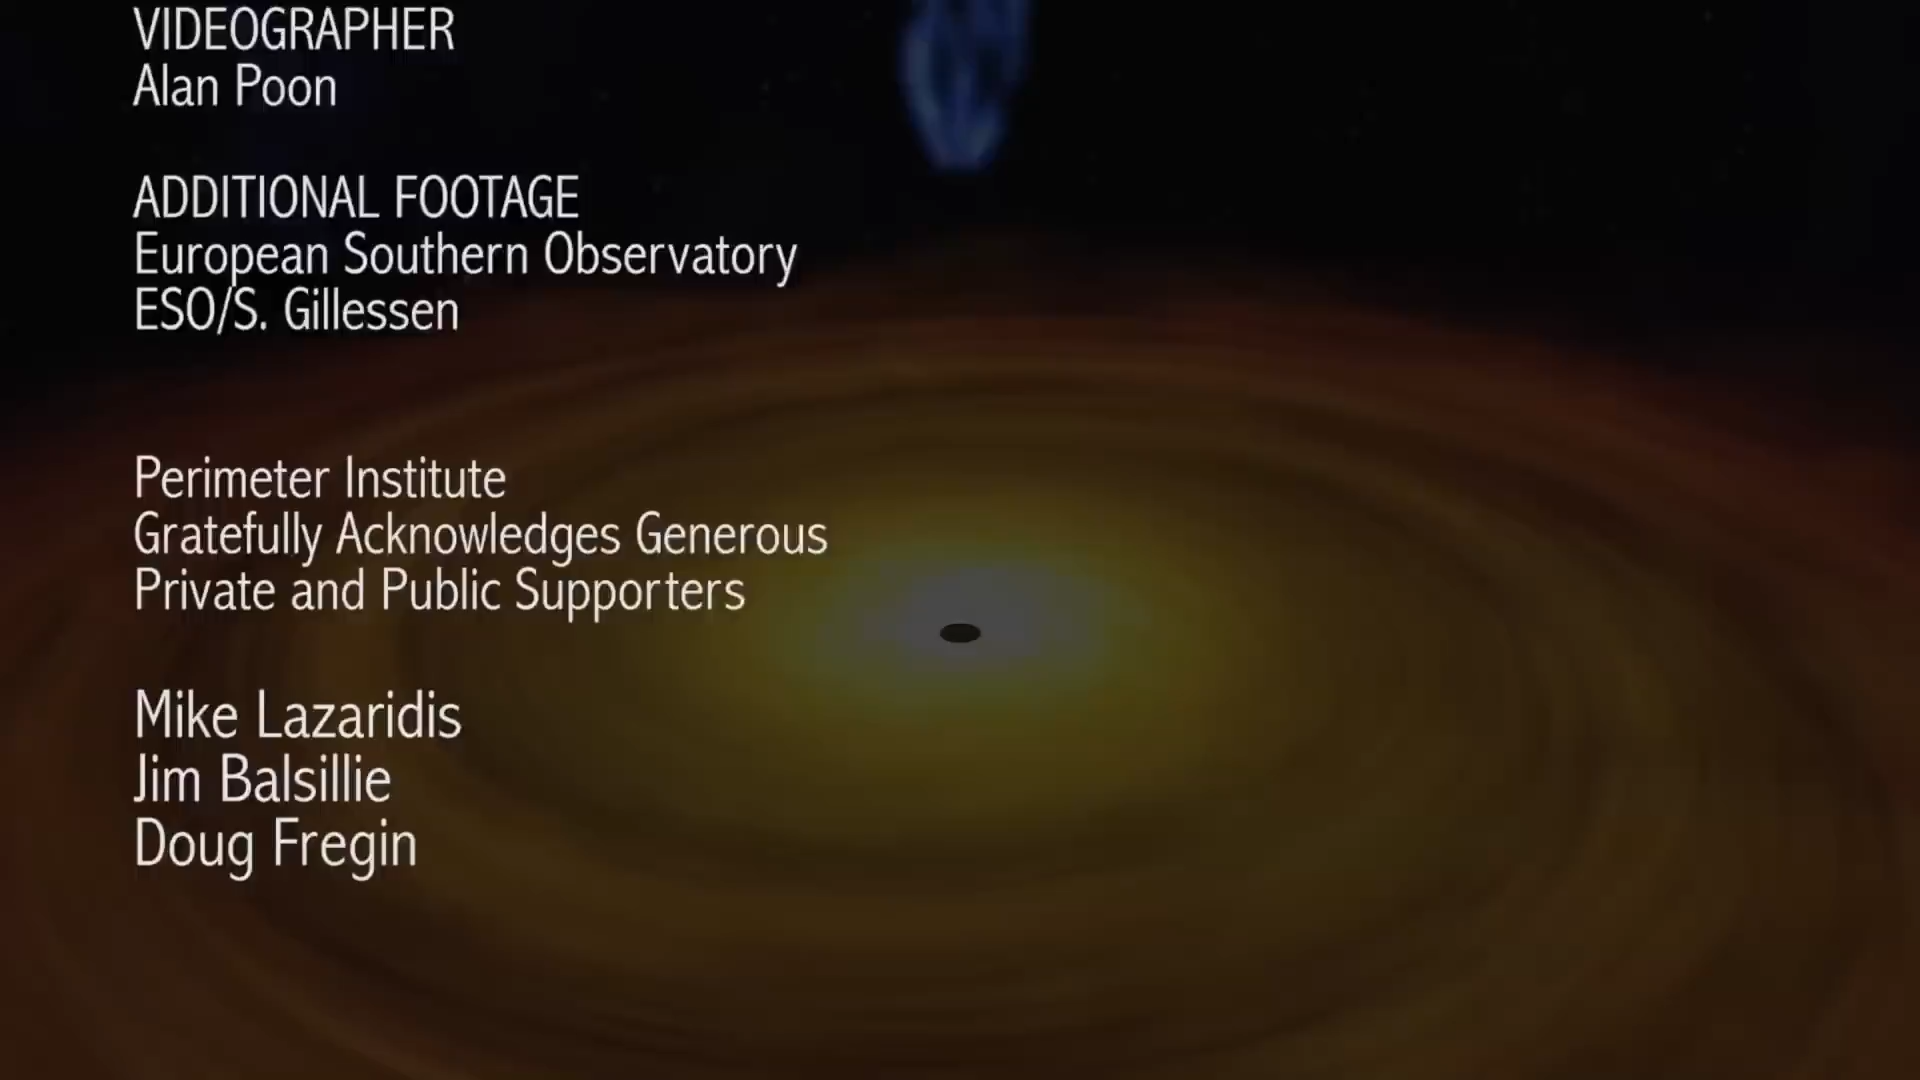 VIDEOGRAPHER
Alan Poon
ADDITIONAL FOOTAGE
European Southern Observatory
ESO/S. Gillessen
Perimeter Institute
Gratefully Acknowledges Generous
Private and Public Supporters
Mike Lazaridis
Jim Balsillie
Doug Fregin